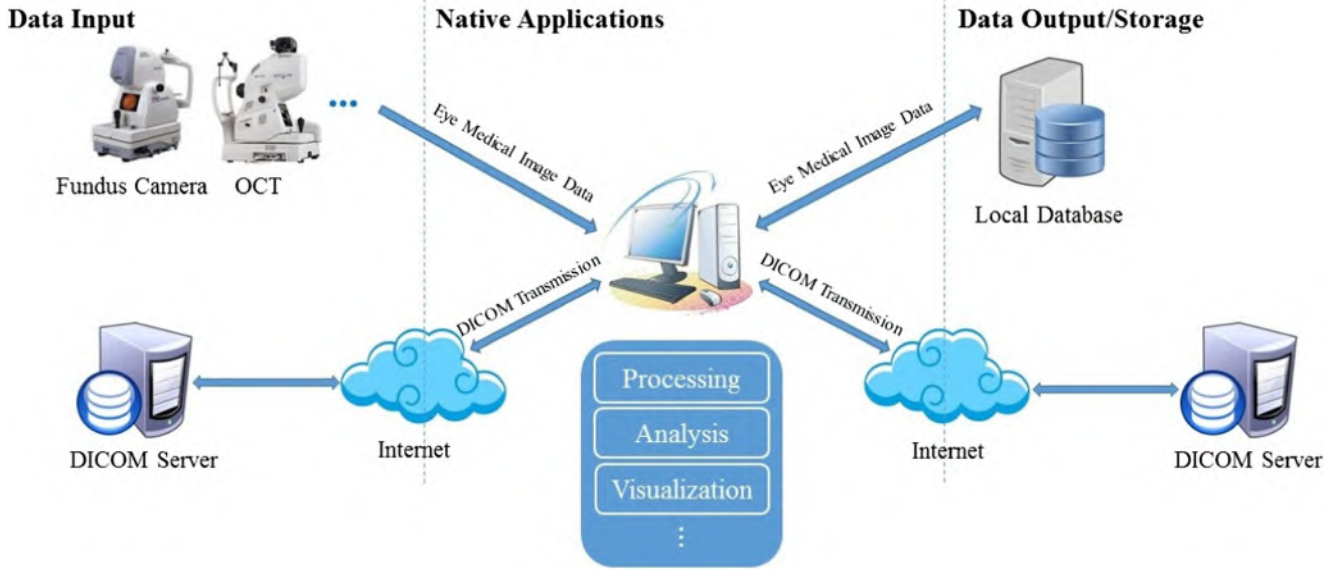 Data Input
Native Applications
Data Output/Storage
Fundus Camera
OCT
...
Eye Medical Image Data
Eye Medical Image Data
Local Database
DICOM Transmission
DICOM Transmission
DICOM Server
Internet
Processing
Analysis
Visualization
⋮
Internet
DICOM Server